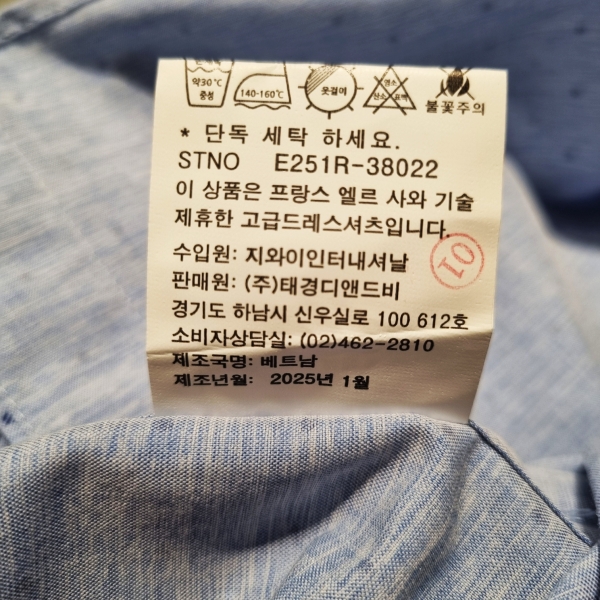 약30℃
중성
140-160℃
옷걸이
염소
산소 표백
불꽃주의
* 단독 세탁 하세요.
STNO E251R-38022
이 상품은 프랑스 엘르 사와 기술
제휴한 고급드레스셔츠입니다.
01
수입원: 지와이인터내셔날
판매원: (주)태경디앤드비
경기도 하남시 신우실로 100 612호
소비자상담실: (02)462-2810
제조국명: 베트남
제조년월: 2025년 1월